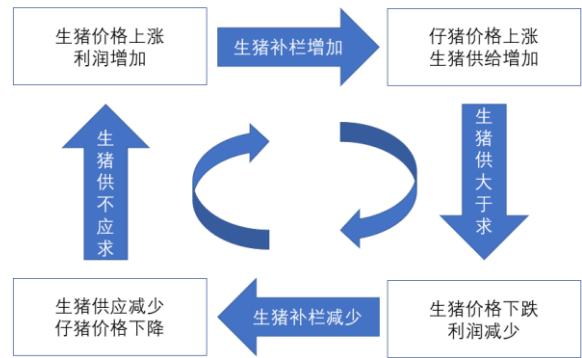 生猪价格上涨
利润增加
生猪补栏增加
仔猪价格上涨
生猪供给增加
生猪供大于求
生猪价格下跌
利润减少
生猪补栏减少
生猪供应减少
仔猪价格下降
生猪供不应求